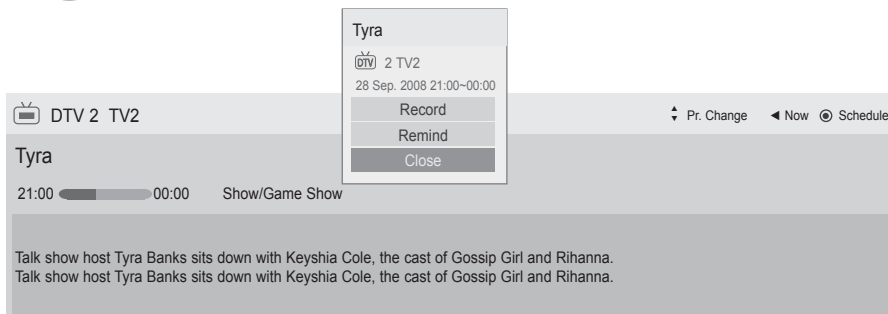 Tyra
DTV 2 TV2
28 Sep. 2008 21:00~00:00
Record
Remind
Close
DTV 2 TV2
Pr. Change ◀ Now ◉ Schedule
Tyra
21:00 00:00 Show/Game Show
Talk show host Tyra Banks sits down with Keyshia Cole, the cast of Gossip Girl and Rihanna.
Talk show host Tyra Banks sits down with Keyshia Cole, the cast of Gossip Girl and Rihanna.